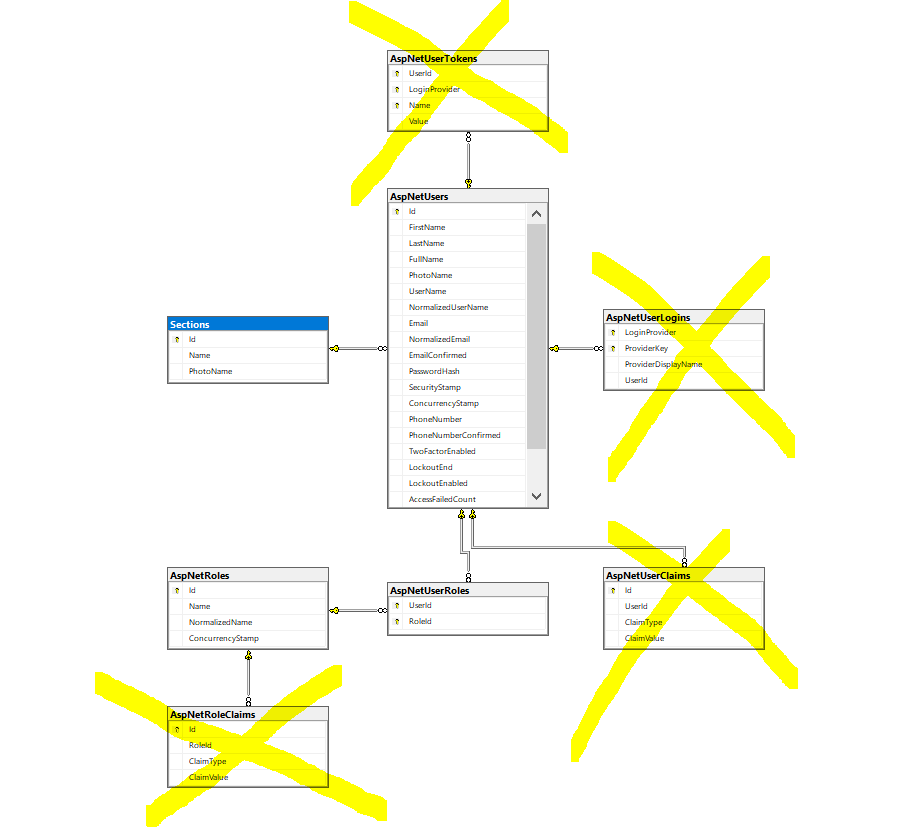 AspNetUserTokens
UserId
LoginProvider
Name
Value
AspNetUsers
Id
FirstName
LastName
FullName
PhotoName
UserName
NormalizedUserName
Email
NormalizedEmail
EmailConfirmed
PasswordHash
SecurityStamp
ConcurrencyStamp
PhoneNumber
PhoneNumberConfirmed
TwoFactorEnabled
LockoutEnd
LockoutEnabled
AccessFailedCount
Sections
Id
Name
PhotoName
AspNetUserLogins
LoginProvider
ProviderKey
ProviderDisplayName
UserId
AspNetRoles
Id
Name
NormalizedName
ConcurrencyStamp
AspNetUserRoles
UserId
RoleId
AspNetUserClaims
Id
UserId
ClaimType
ClaimValue
AspNetRoleClaims
Id
RoleId
ClaimType
ClaimValue